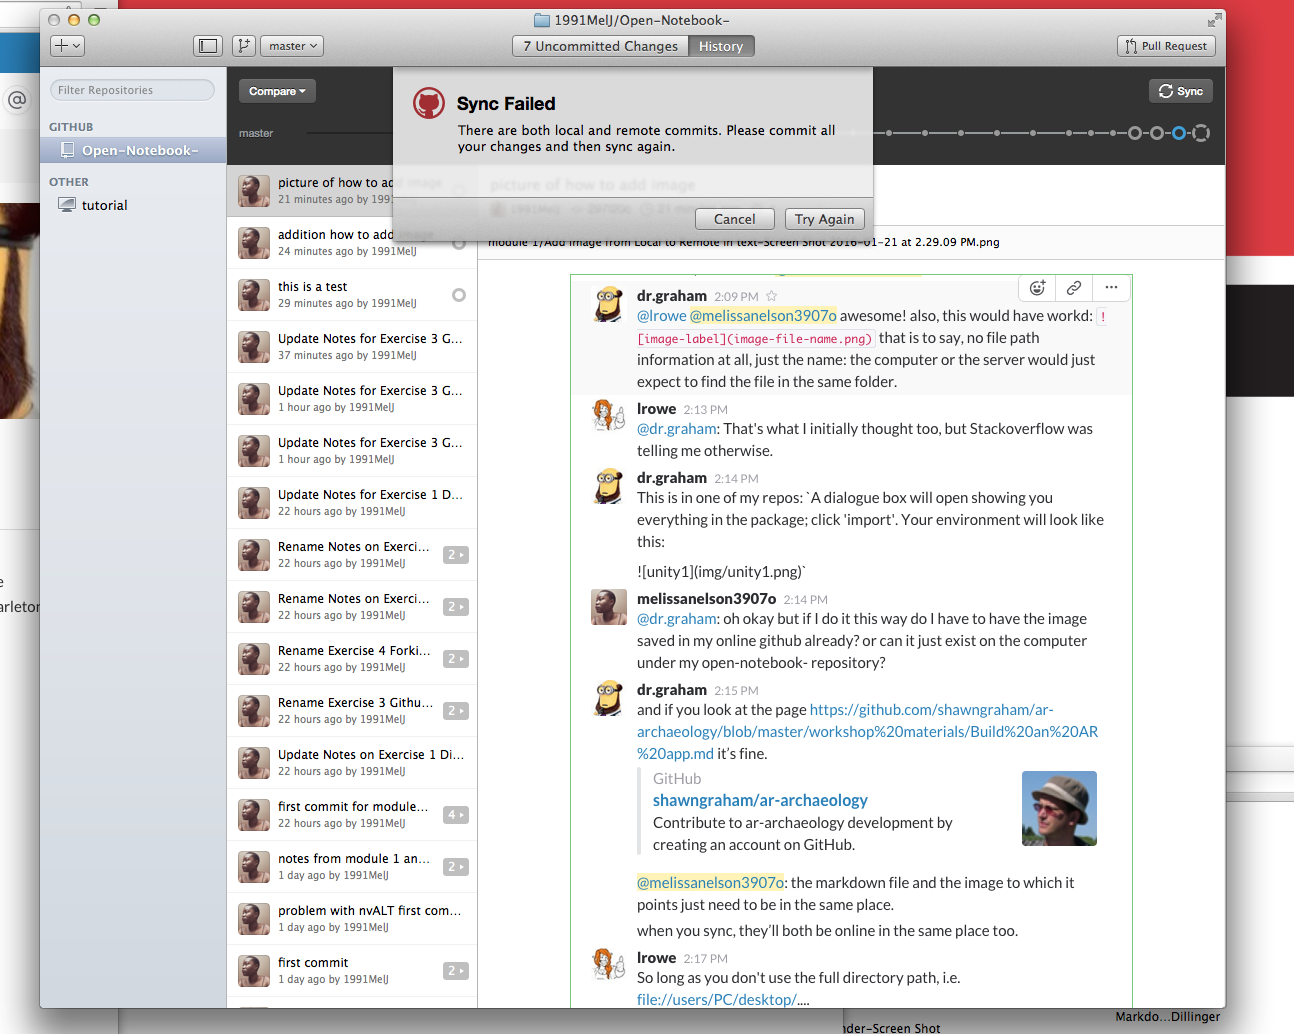 1991MelJ/Open-Notebook-
master
7 Uncommitted Changes
History
Pull Request
Filter Repositories
GITHUB
Open-Notebook-
OTHER
tutorial
Compare
Sync
master
Sync Failed
There are both local and remote commits. Please commit all
your changes and then sync again.
Cancel
Try Again
picture of how to add image
21 minutes ago by 1991
addition how to add
24 minutes ago by 1991MelJ
this is a test
29 minutes ago by 1991MelJ
Update Notes for Exercise 3 G...
37 minutes ago by 1991MelJ
Update Notes for Exercise 3 G...
1 hour ago by 1991MelJ
Update Notes for Exercise 3 G...
1 hour ago by 1991MelJ
Update Notes for Exercise 1 D...
22 hours ago by 1991MelJ
Rename Notes on Exerci...
22 hours ago by 1991MelJ
2
Rename Notes on Exerci...
22 hours ago by 1991MelJ
2
Rename Exercise 4 Forki...
22 hours ago by 1991MelJ
2
Rename Exercise 3 Githu...
22 hours ago by 1991MelJ
2
Update Notes on Exercise 1 Di...
22 hours ago by 1991MelJ
first commit for module...
22 hours ago by 1991MelJ
4
notes from module 1 an...
1 day ago by 1991MelJ
2
problem with nvALT first com...
1 day ago by 1991MelJ
first commit
1 day ago by 1991MelJ
2
picture of how to add image
module 1/Add image from Local to Remote in text-Screen Shot 2016-01-21 at 2.29.09 PM.png
dr.graham 2:09 PM
@lrowe @melissanelson3907o awesome! also, this would have workd: !
[image-label](image-file-name.png) that is to say, no file path
information at all, just the name: the computer or the server would just
expect to find the file in the same folder.
lrowe 2:13 PM
@dr.graham: That's what I initially thought too, but Stackoverflow was
telling me otherwise.
dr.graham 2:14 PM
This is in one of my repos: `A dialogue box will open showing you
everything in the package; click 'import'. Your environment will look like
this:
![unity1](img/unity1.png)`
melissanelson3907o 2:14 PM
@dr.graham: oh okay but if I do it this way do I have to have the image
saved in my online github already? or can it just exist on the computer
under my open-notebook- repository?
dr.graham 2:15 PM
and if you look at the page https://github.com/shawngraham/ar-
archaeology/blob/master/workshop%20materials/Build%20an%20AR
%20app.md it's fine.
GitHub
shawngraham/ar-archaeology
Contribute to ar-archaeology development by
creating an account on GitHub.
@melissanelson3907o: the markdown file and the image to which it
points just need to be in the same place.
when you sync, they'll both be online in the same place too.
lrowe 2:17 PM
So long as you don't use the full directory path, i.e.
file://users/PC/desktop/....
@
e
arleton
nder-Screen Shot
Markdo...Dillinger